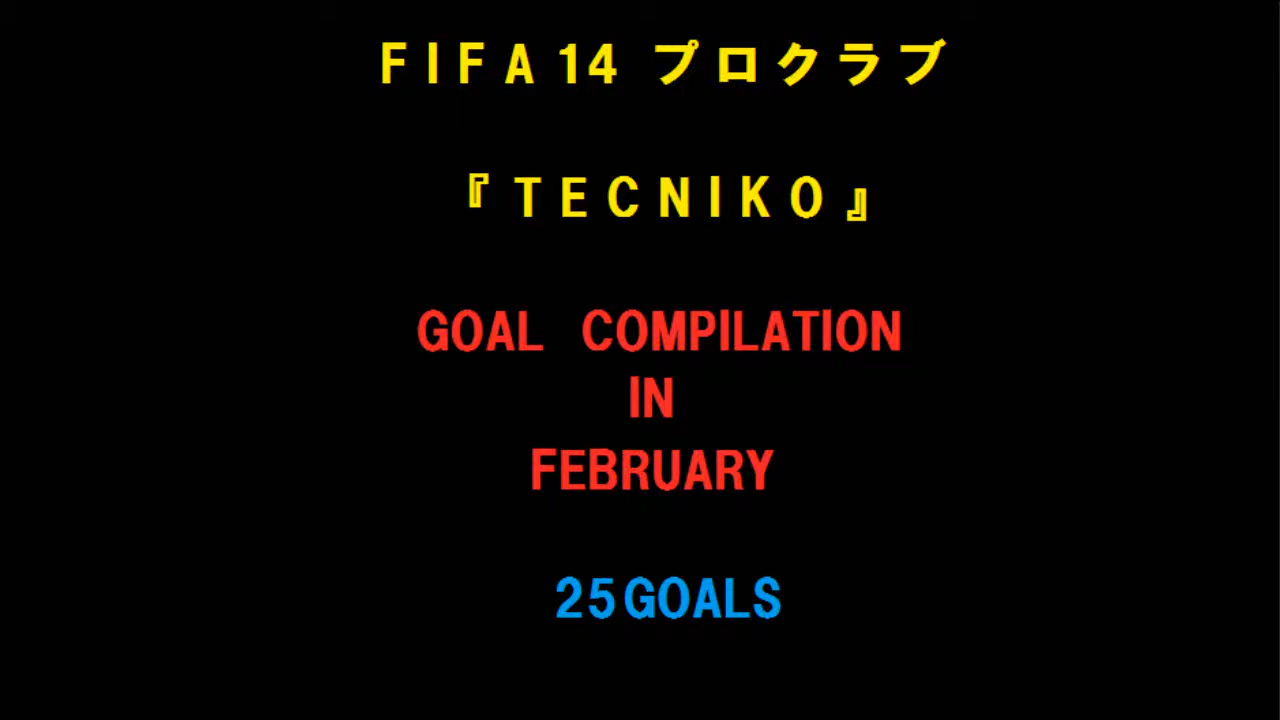 FIFA14 プロクラブ
『TECNIKO』
GOAL COMPILATION
IN
FEBRUARY
25GOALS